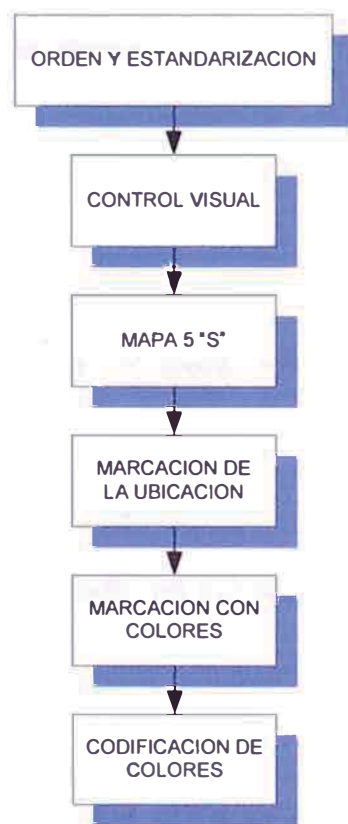 ORDEN Y ESTANDARIZACION
CONTROL VISUAL
MAPA 5 "S"
MARCACION DE
LA UBICACION
MARCACION CON
COLORES
CODIFICACION DE
COLORES